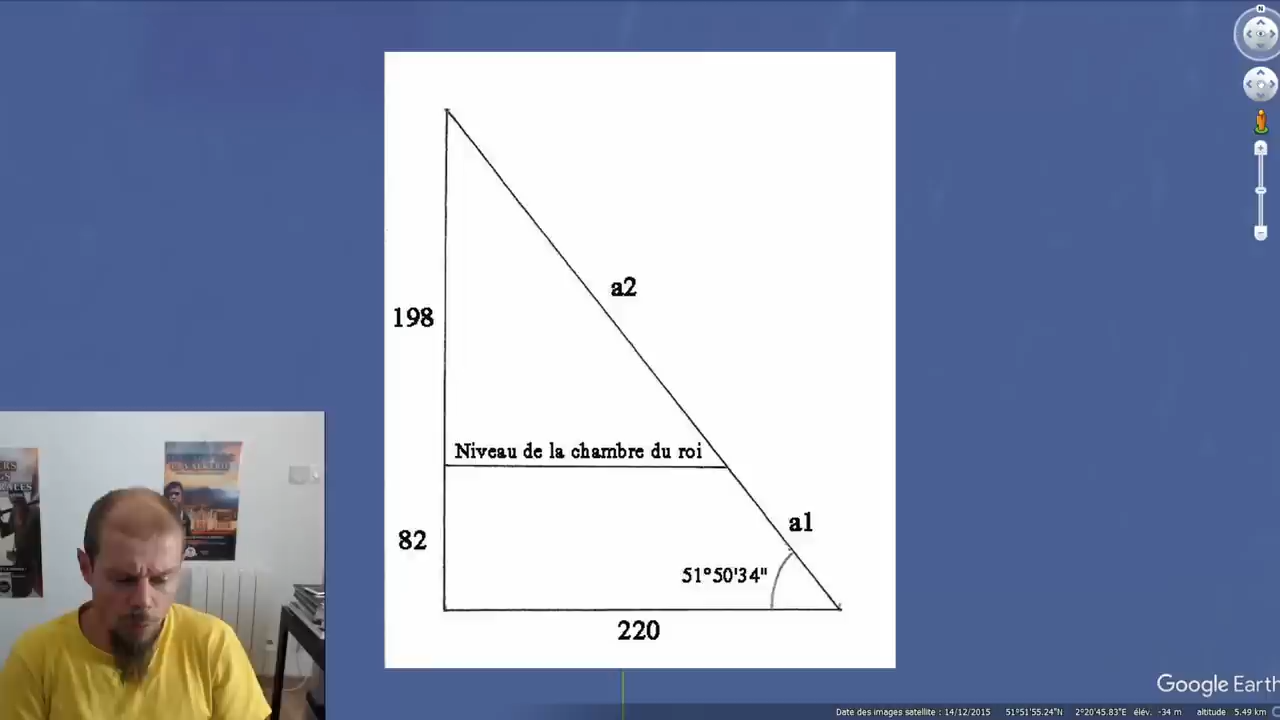 a2
198
Niveau de la chambre du roi
a1
82
51°50'34"
220
Google Earth
Date des images satellite : 14/12/2015 51°51'55.24"N 2°20'45.83"E élév. -34 m altitude 5.49 km
N